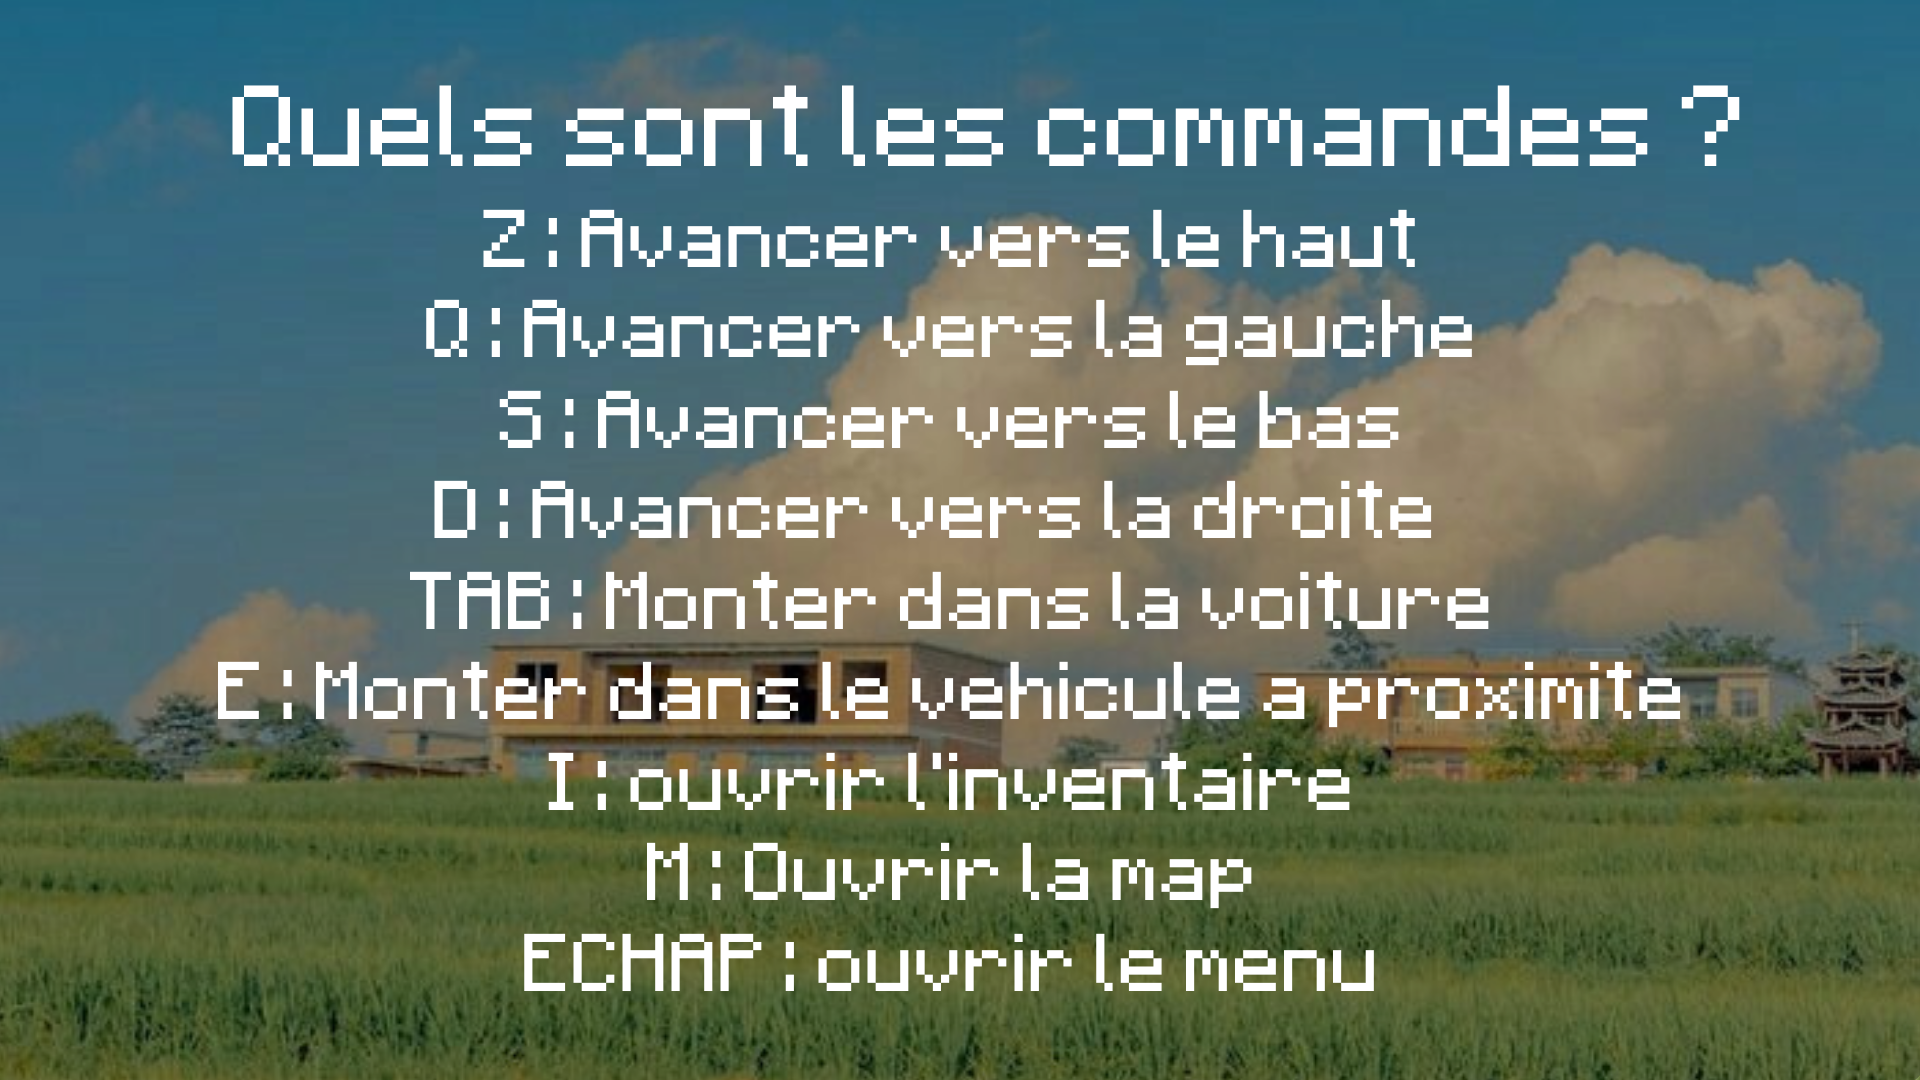 Quels sont les commandes ?
Z : Avancer vers le haut
Q : Avancer vers la gauche
S : Avancer vers le bas
D : Avancer vers la droite
TAB : Monter dans la voiture
E : Monter dans le vehicule a proximite
I : ouvrir l'inventaire
M : Ouvrir la map
ECHAP : ouvrir le menu